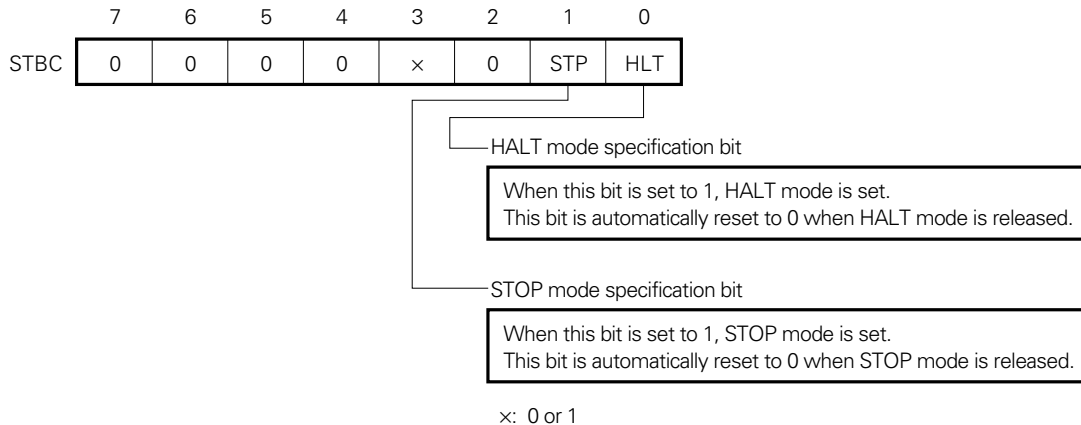 7 6 5 4 3 2 1 0
STBC 0 0 0 0 × 0 STP HLT
HALT mode specification bit
When this bit is set to 1, HALT mode is set.
This bit is automatically reset to 0 when HALT mode is released.
STOP mode specification bit
When this bit is set to 1, STOP mode is set.
This bit is automatically reset to 0 when STOP mode is released.
×: 0 or 1